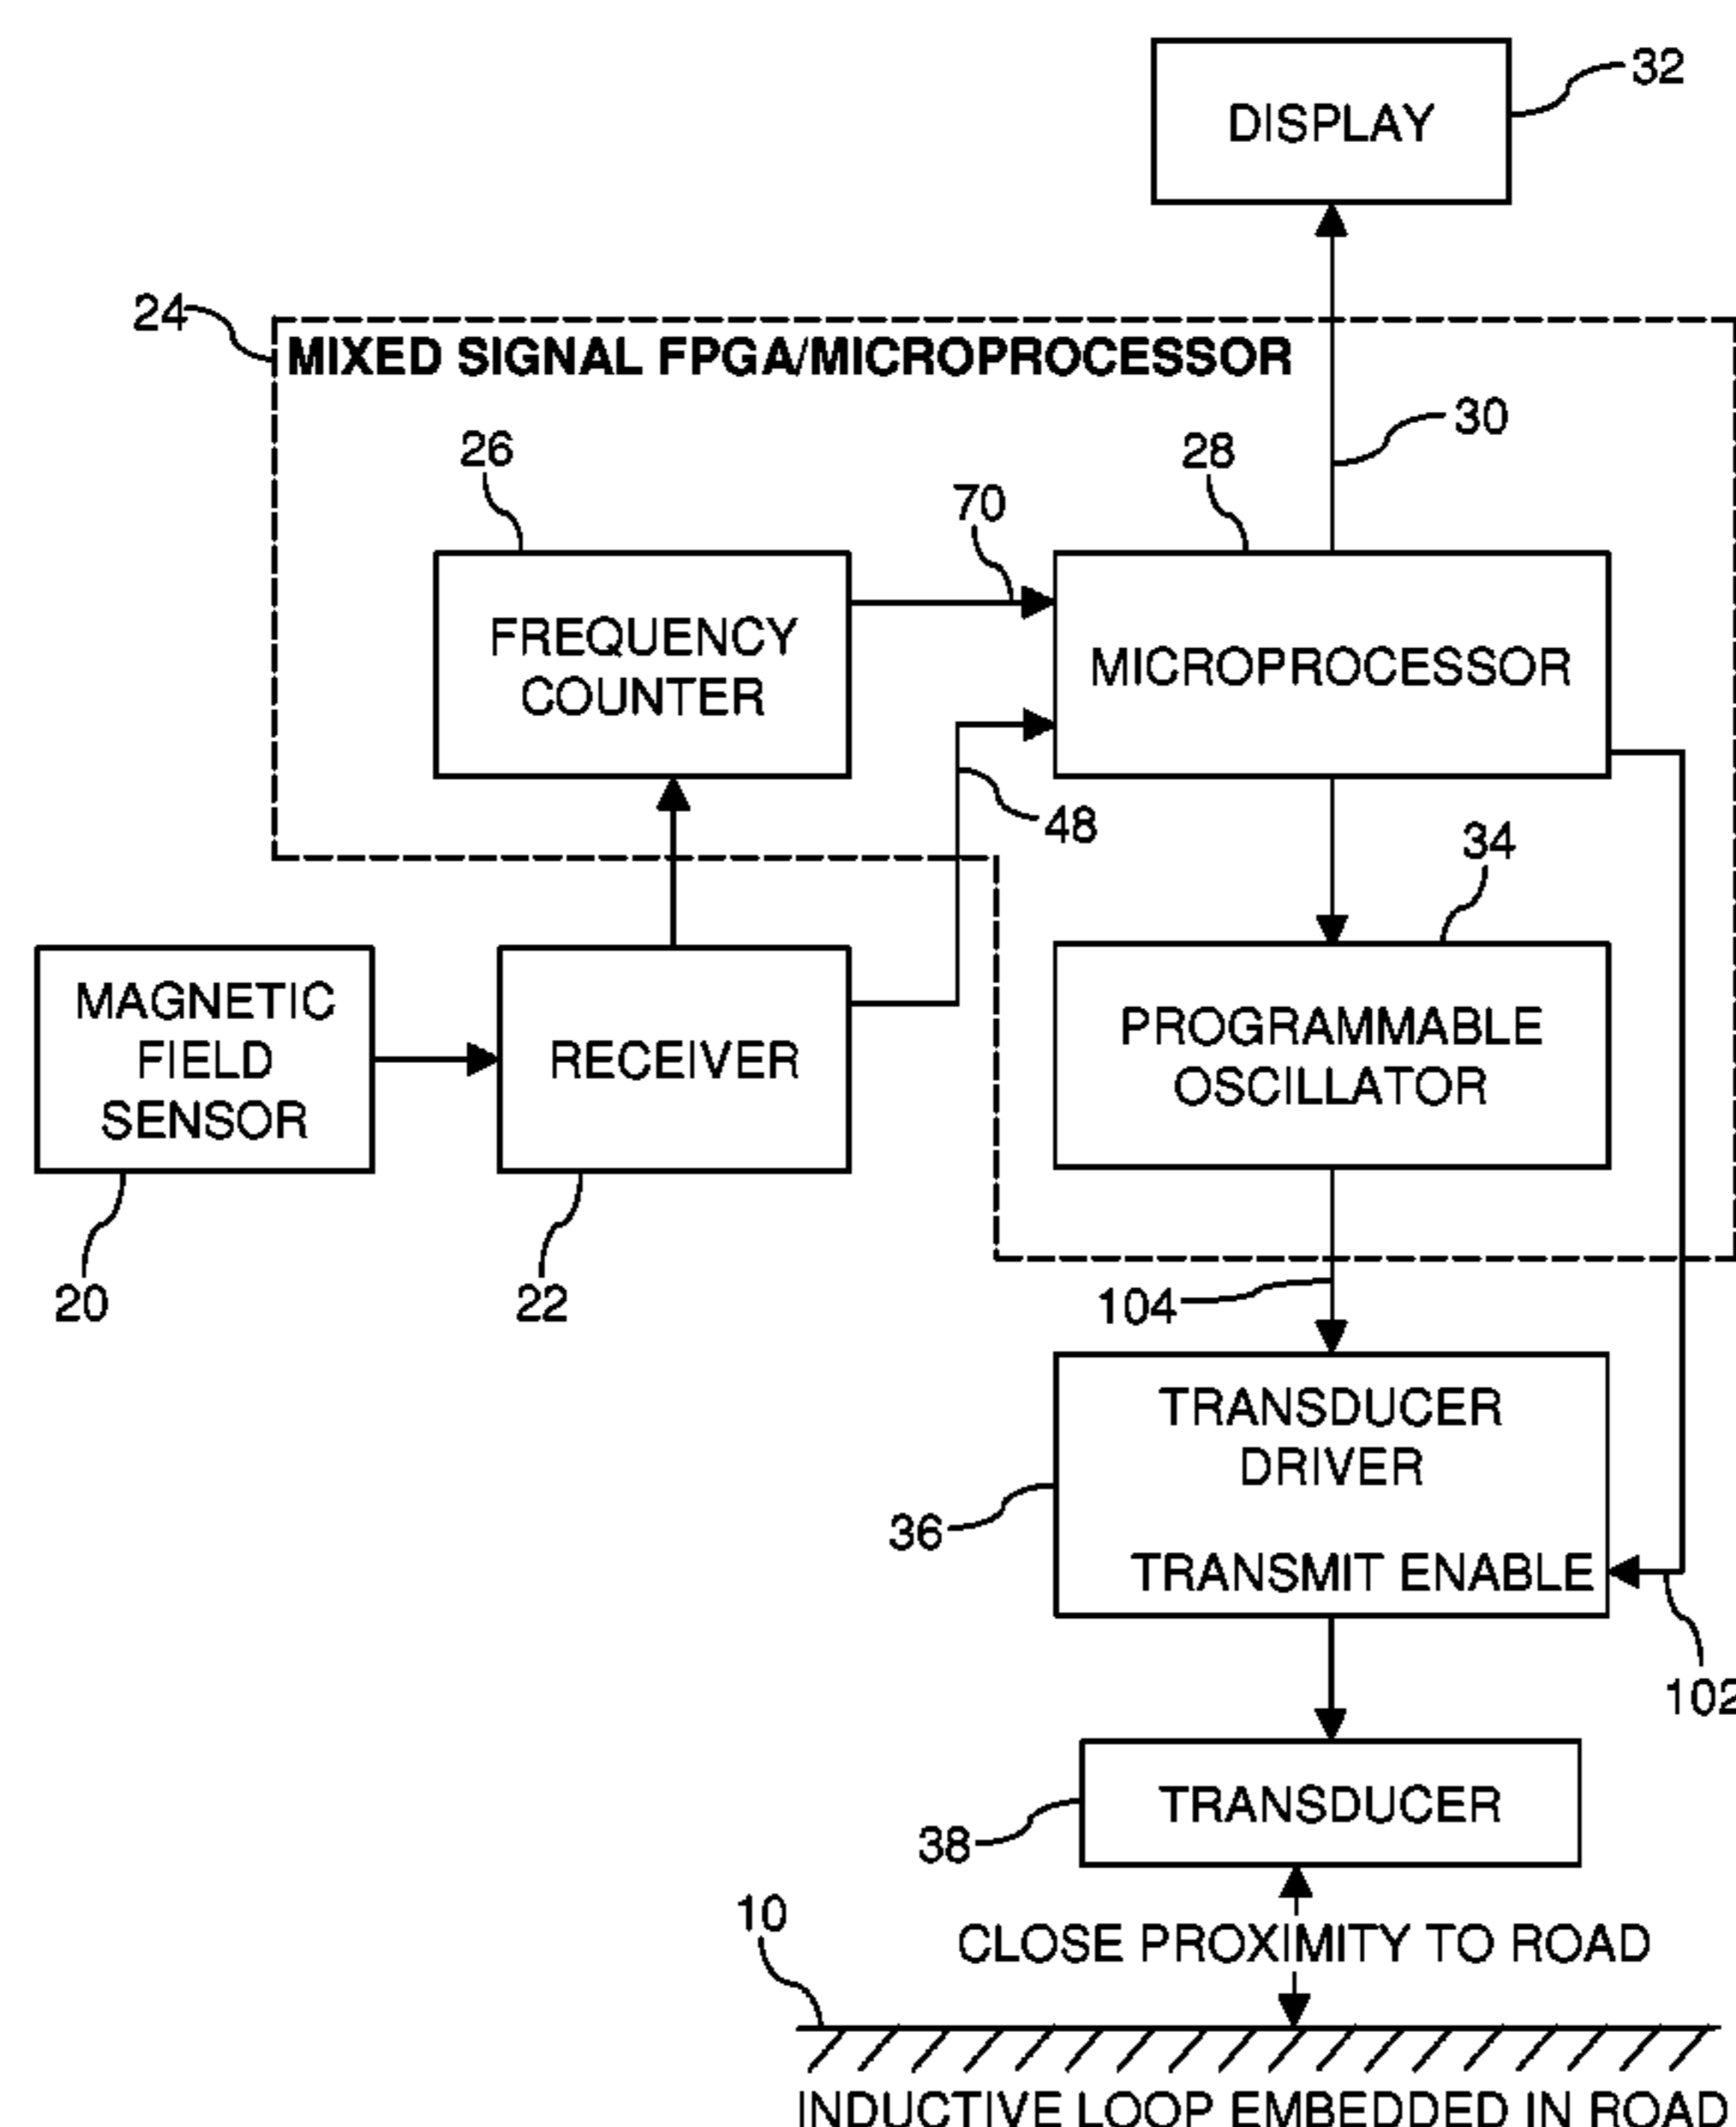 32
DISPLAY
24
MIXED SIGNAL FPGA/MICROPROCESSOR
30
26
28
70
FREQUENCY
COUNTER
MICROPROCESSOR
48
34
MAGNETIC
FIELD
SENSOR
RECEIVER
PROGRAMMABLE
OSCILLATOR
20
22
104
TRANSDUCER
DRIVER
36
TRANSMIT ENABLE
102
TRANSDUCER
38
10
CLOSE PROXIMITY TO ROAD
INDUCTIVE LOOP EMBEDDED IN ROAD